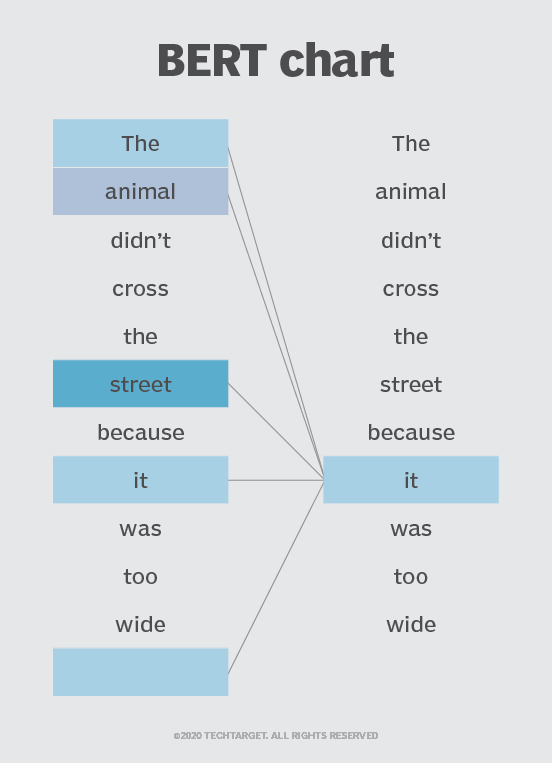 BERT chart
The The
animal animal
didn't didn't
cross cross
the the
street street
because because
it it
was was
too too
wide wide
©2020 TECHTARGET. ALL RIGHTS RESERVED